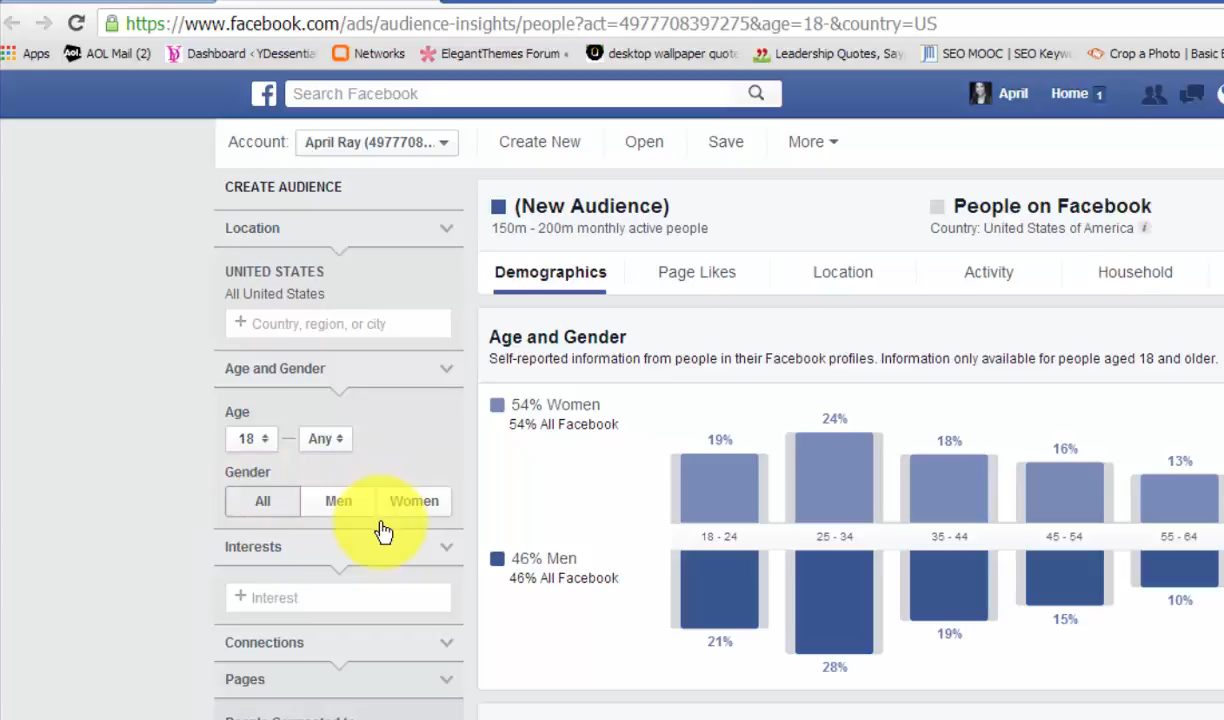 https://www.facebook.com/ads/audience-insights/people?act=4977708397275&age=18-&country=US
Apps AOL Mail (2) Dashboard ‹ YDessentia Networks ElegantThemes Forum • desktop wallpaper quote Leadership Quotes, Say SEO MOOC | SEO Keyw Crop a Photo | Basic E
Search Facebook April Home 1
Account: April Ray (4977708... Create New Open Save More
CREATE AUDIENCE
(New Audience) People on Facebook
150m - 200m monthly active people Country: United States of America i
Location
Demographics Page Likes Location Activity Household
UNITED STATES
All United States
+ Country, region, or city
Age and Gender
Self-reported information from people in their Facebook profiles. Information only available for people aged 18 and older.
Age and Gender
54% Women
54% All Facebook
19% 24% 18% 16% 13%
Age
18 — Any
Gender
All Men Women
18 - 24 25 - 34 35 - 44 45 - 54 55 - 64
Interests
46% Men
46% All Facebook
+ Interest
21% 28% 19% 15% 10%
Connections
Pages